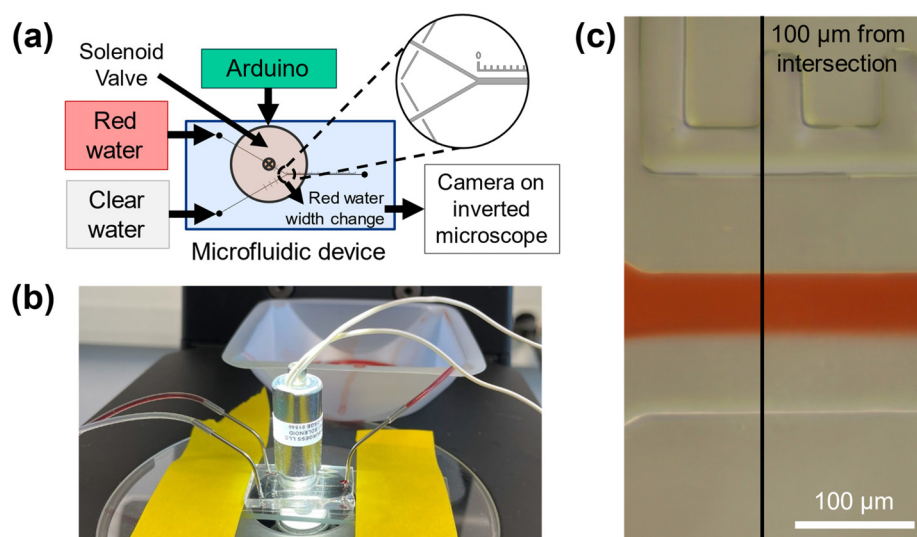 (a)
Solenoid
Valve
Arduino
0
Red
water
Clear
water
Red water
width change
Camera on
inverted
microscope
Microfluidic device
(b)
SOLENOID
(c)
100 µm from
intersection
100 µm